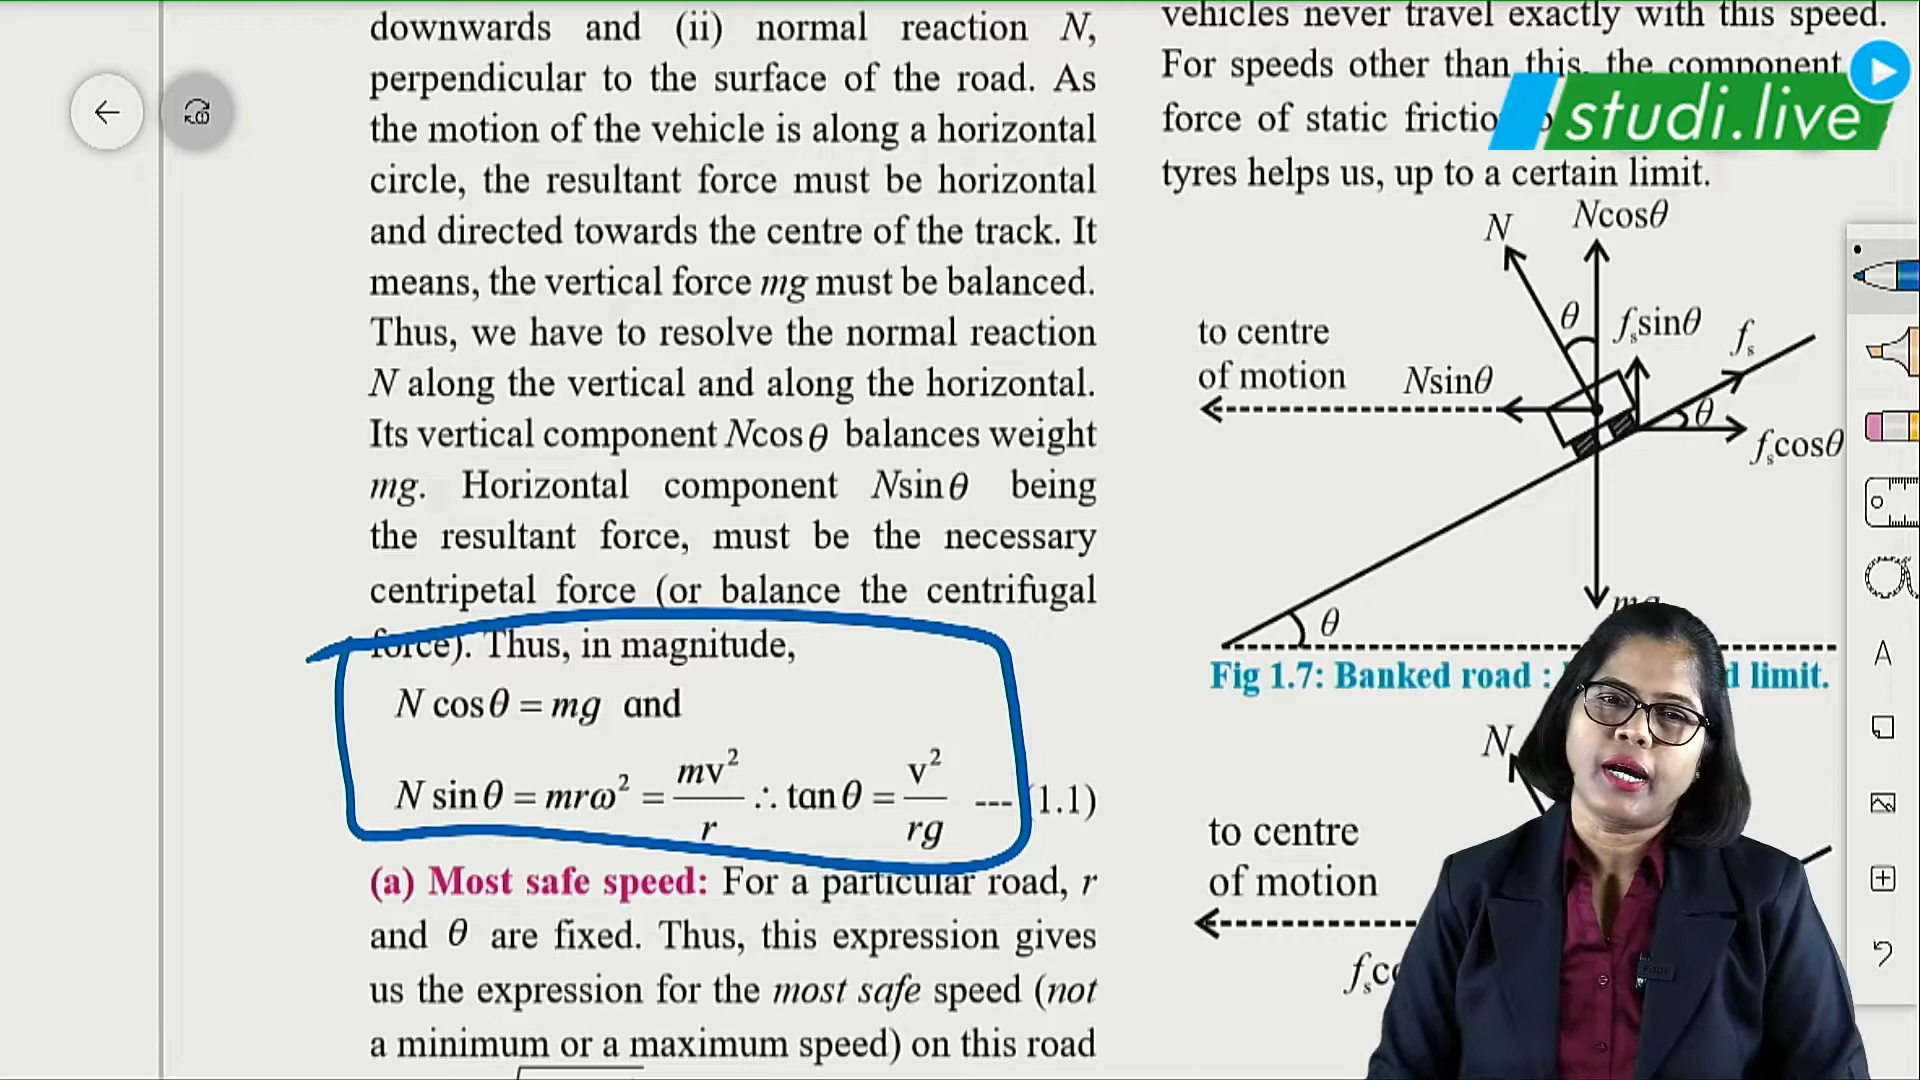 downwards and (ii) normal reaction N,
perpendicular to the surface of the road. As
the motion of the vehicle is along a horizontal
circle, the resultant force must be horizontal
and directed towards the centre of the track. It
means, the vertical force mg must be balanced.
Thus, we have to resolve the normal reaction
N along the vertical and along the horizontal.
Its vertical component Ncosθ balances weight
mg. Horizontal component Nsinθ being
the resultant force, must be the necessary
centripetal force (or balance the centrifugal
force). Thus, in magnitude,
N cosθ = mg and
N sinθ = mrω² = mv²/r ∴ tanθ = v²/rg --- (1.1)
(a) Most safe speed: For a particular road, r
and θ are fixed. Thus, this expression gives
us the expression for the most safe speed (not
a minimum or a maximum speed) on this road
vehicles never travel exactly with this speed.
For speeds other than this, the component
force of static
tyres helps us, up to a certain limit.
studi.live
N
Ncosθ
θ
fₛsinθ
fₛ
to centre
of motion
Nsinθ
θ
fₛcosθ
mg
θ
Fig 1.7: Banked road : limit.
N
to centre
of motion
A